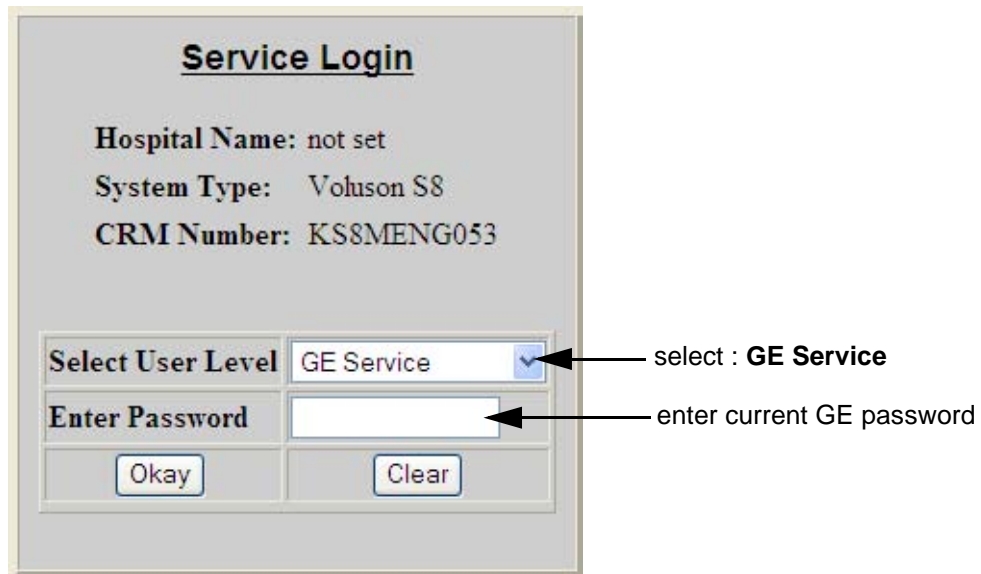 Service Login
Hospital Name: not set
System Type: Voluson S8
CRM Number: KS8MENG053
Select User Level GE Service
select : GE Service
Enter Password
enter current GE password
Okay Clear